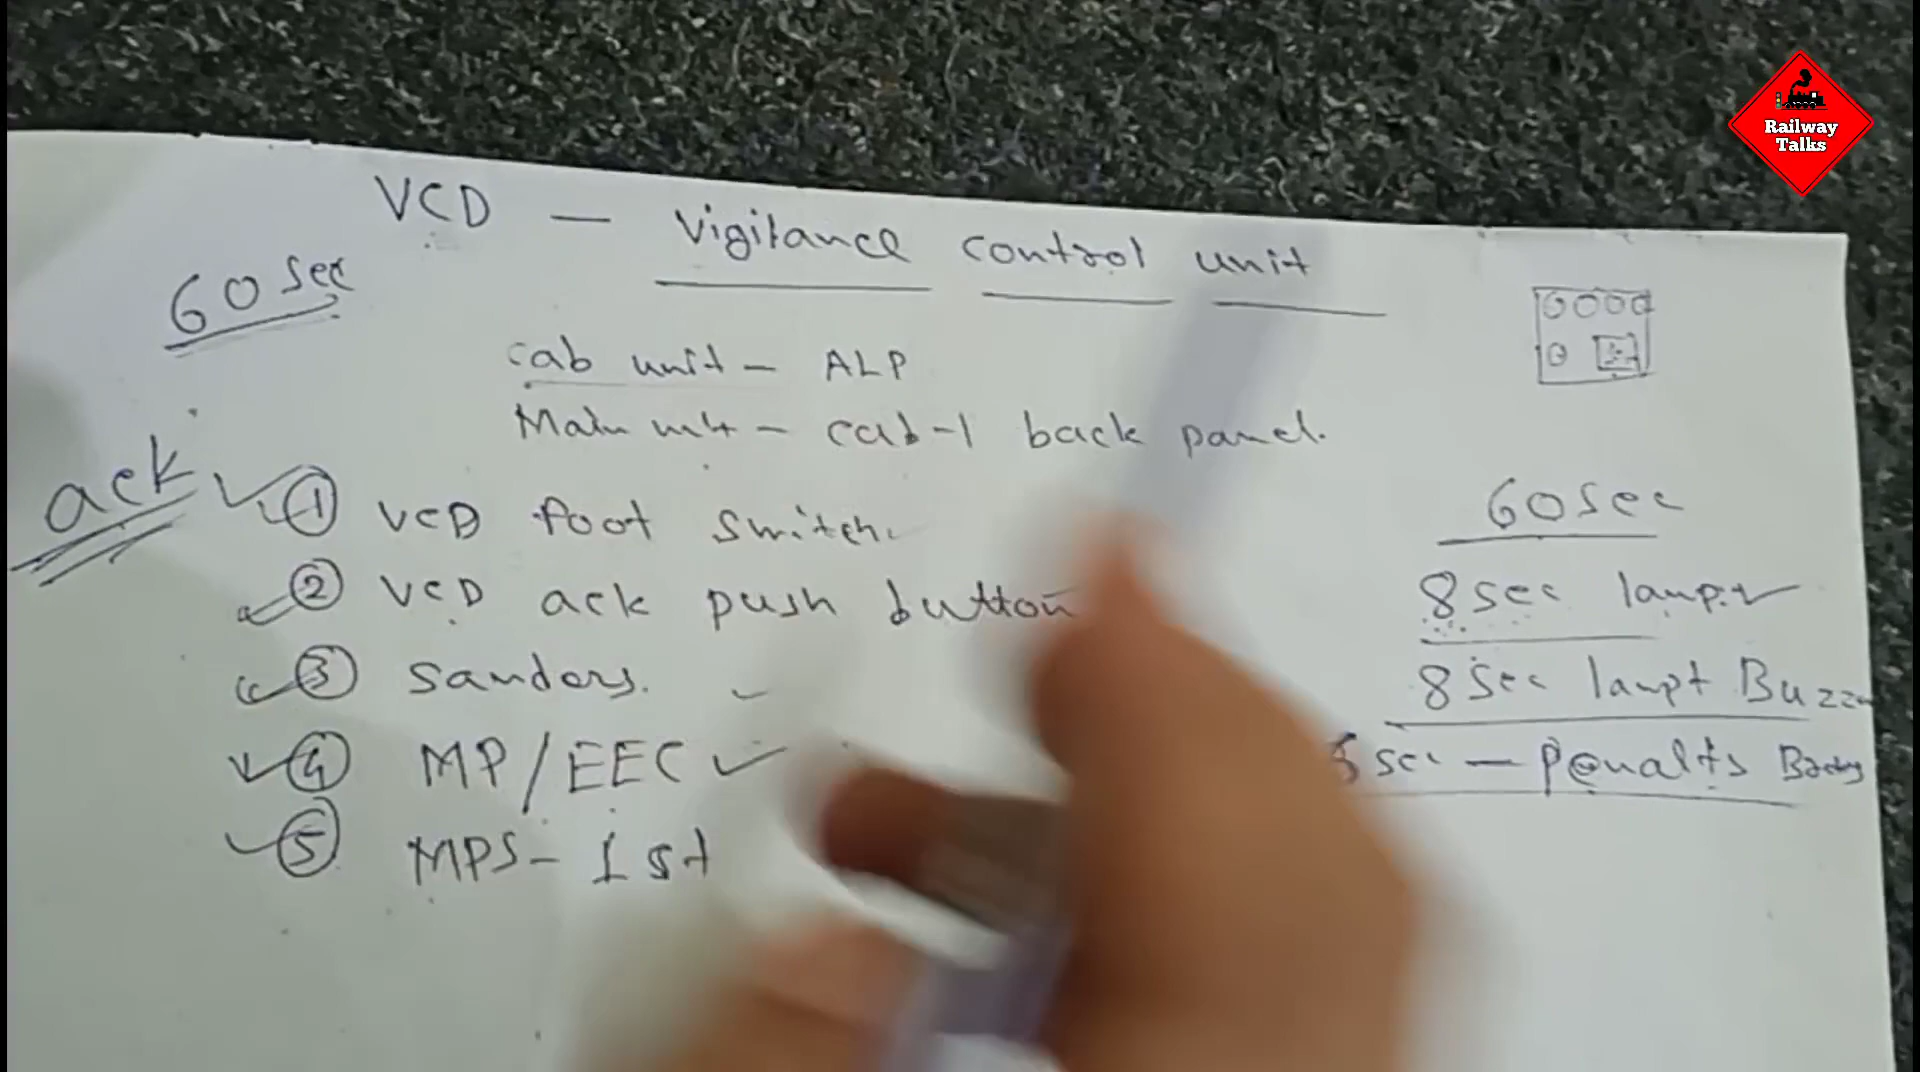 VCD — Vigilance control unit
60 sec
cab unit — ALP
Main unit — cab-1 back panel.
ack
① VCD foot switch.
② VCD ack push button
③ Sanders.
④ MP/EEC
⑤ MPS - 1st
60 sec
8 sec lamp
8 sec lamp+ Buzze
8 sec — Penalts
Railway
Talks